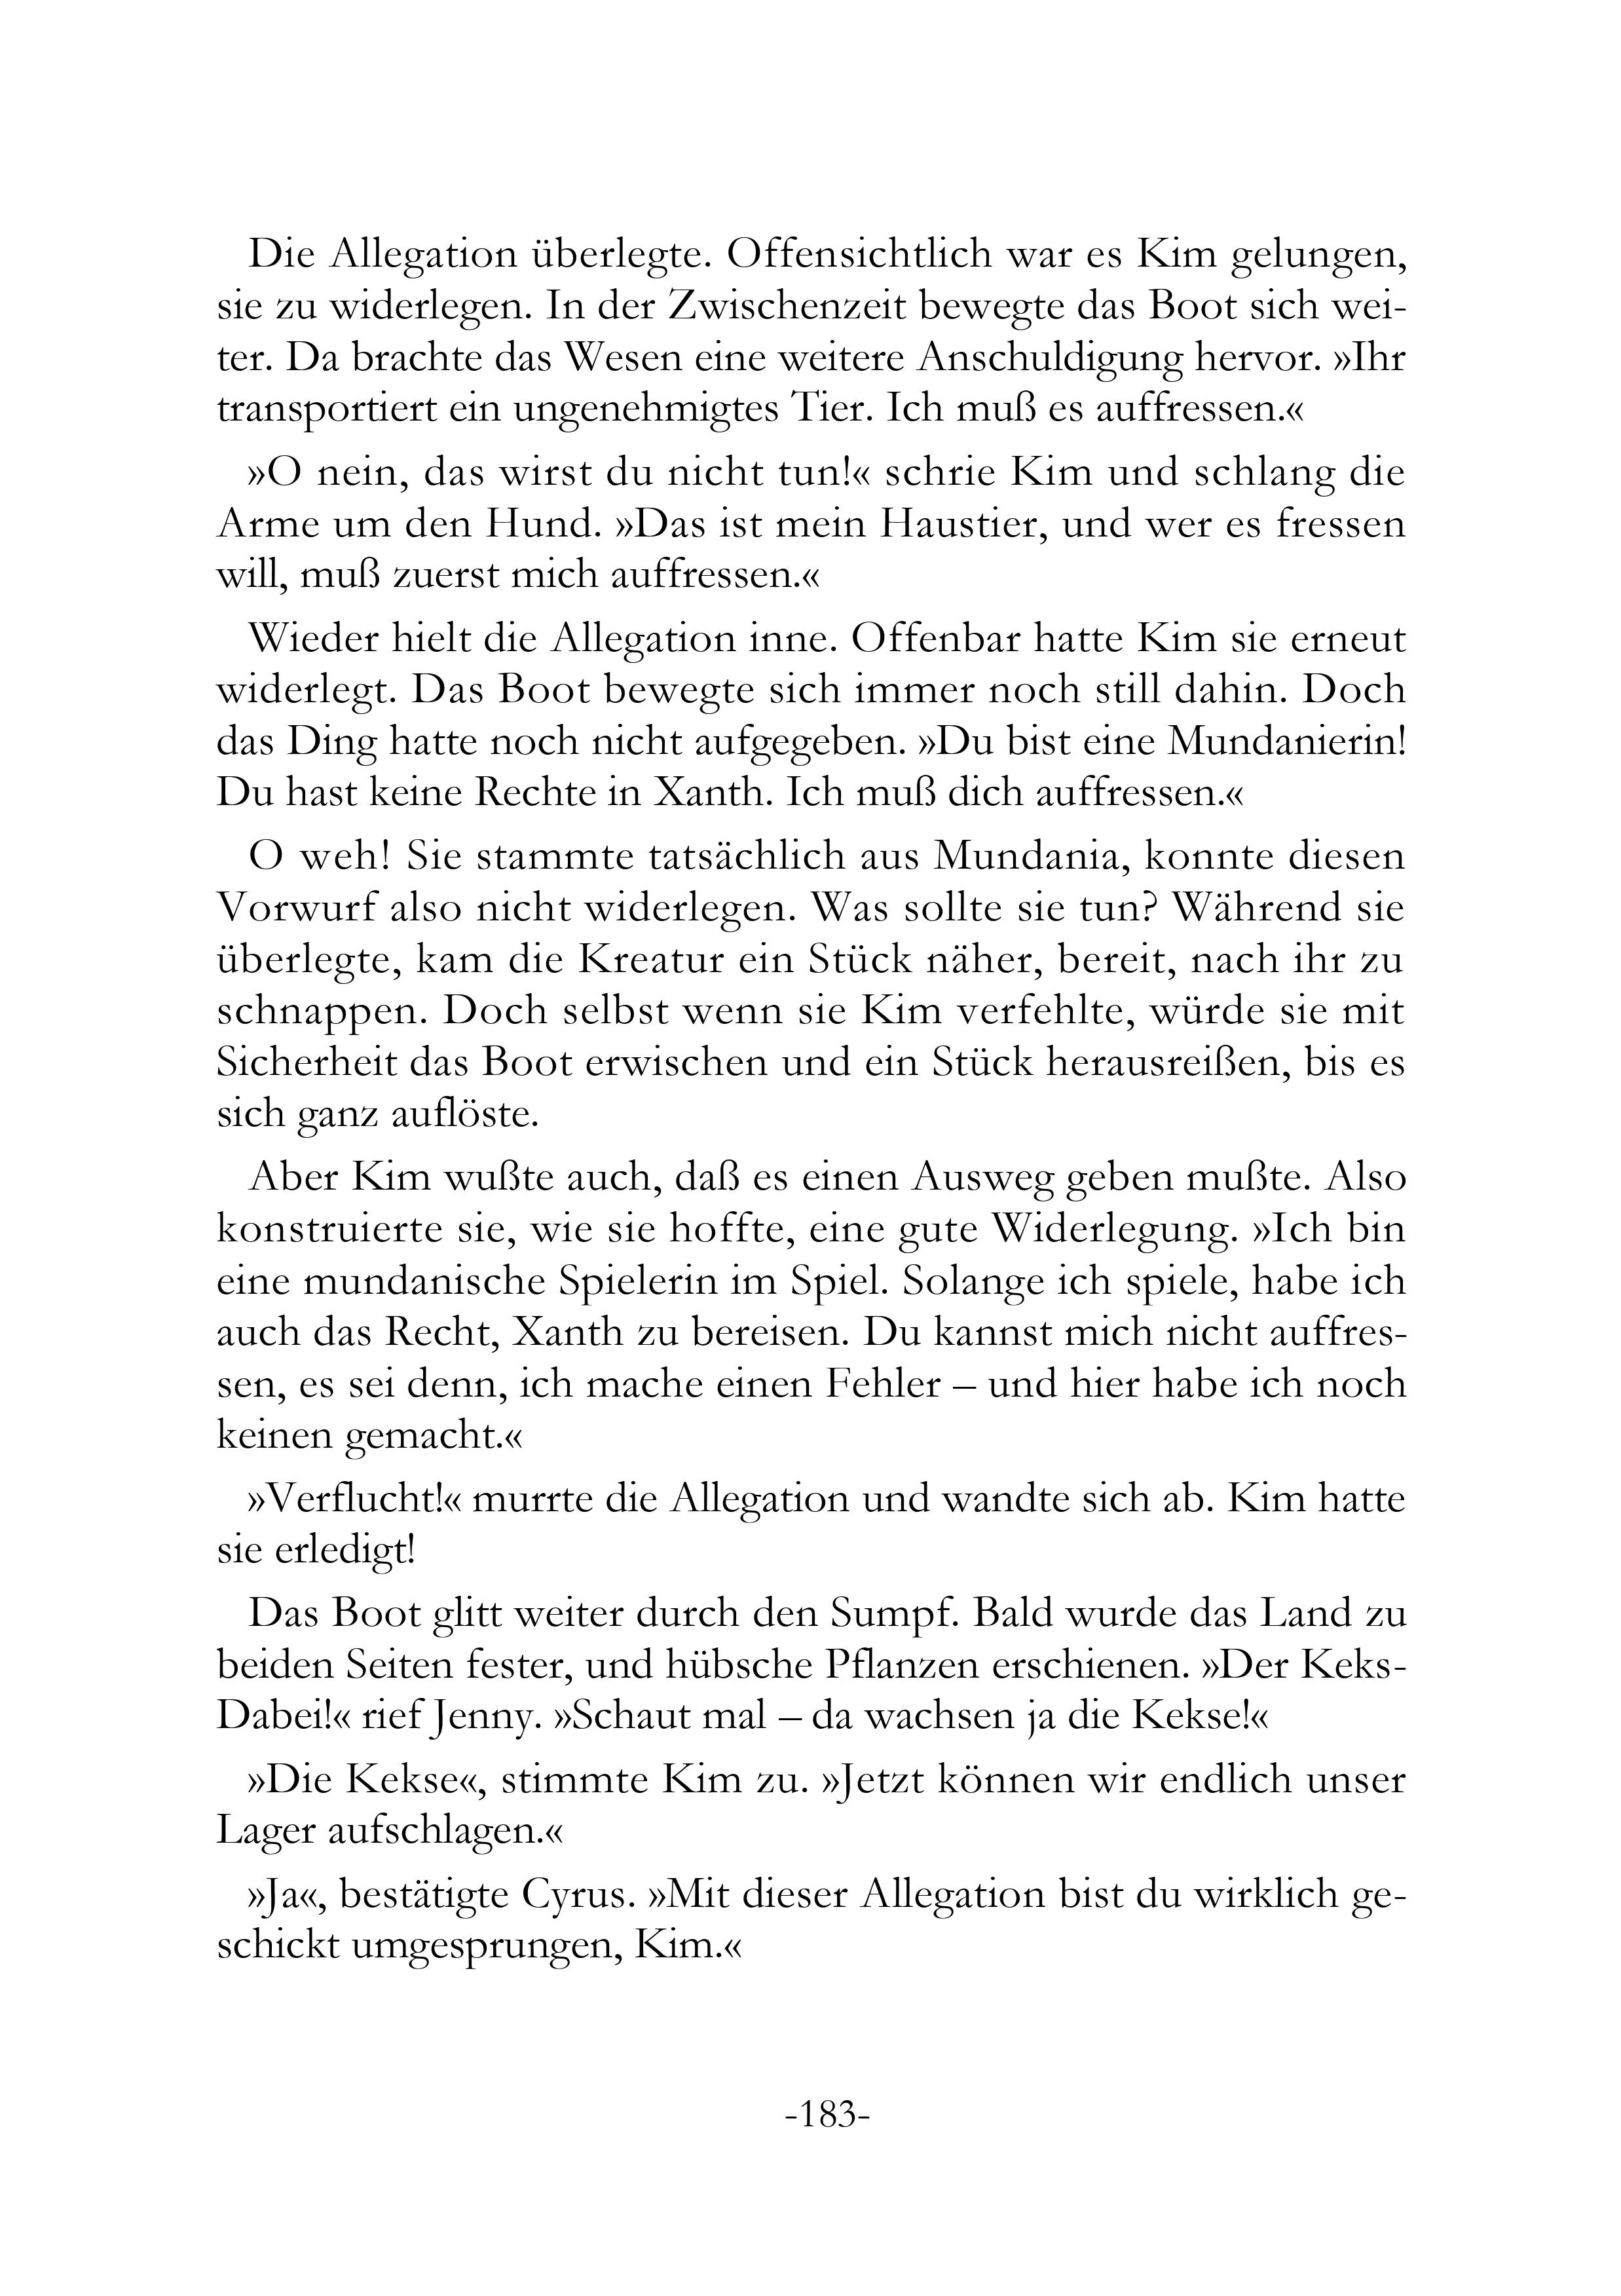 Die Allegation überlegte. Offensichtlich war es Kim gelungen,
sie zu widerlegen. In der Zwischenzeit bewegte das Boot sich wei-
ter. Da brachte das Wesen eine weitere Anschuldigung hervor. »Ihr
transportiert ein ungenehmigtes Tier. Ich muß es auffressen.«
»O nein, das wirst du nicht tun!« schrie Kim und schlang die
Arme um den Hund. »Das ist mein Haustier, und wer es fressen
will, muß zuerst mich auffressen.«
Wieder hielt die Allegation inne. Offenbar hatte Kim sie erneut
widerlegt. Das Boot bewegte sich immer noch still dahin. Doch
das Ding hatte noch nicht aufgegeben. »Du bist eine Mundanierin!
Du hast keine Rechte in Xanth. Ich muß dich auffressen.«
O weh! Sie stammte tatsächlich aus Mundania, konnte diesen
Vorwurf also nicht widerlegen. Was sollte sie tun? Während sie
überlegte, kam die Kreatur ein Stück näher, bereit, nach ihr zu
schnappen. Doch selbst wenn sie Kim verfehlte, würde sie mit
Sicherheit das Boot erwischen und ein Stück herausreißen, bis es
sich ganz auflöste.
Aber Kim wußte auch, daß es einen Ausweg geben mußte. Also
konstruierte sie, wie sie hoffte, eine gute Widerlegung. »Ich bin
eine mundanische Spielerin im Spiel. Solange ich spiele, habe ich
auch das Recht, Xanth zu bereisen. Du kannst mich nicht auffres-
sen, es sei denn, ich mache einen Fehler – und hier habe ich noch
keinen gemacht.«
»Verflucht!« murrte die Allegation und wandte sich ab. Kim hatte
sie erledigt!
Das Boot glitt weiter durch den Sumpf. Bald wurde das Land zu
beiden Seiten fester, und hübsche Pflanzen erschienen. »Der Keks-
Dabei!« rief Jenny. »Schaut mal – da wachsen ja die Kekse!«
»Die Kekse«, stimmte Kim zu. »Jetzt können wir endlich unser
Lager aufschlagen.«
»Ja«, bestätigte Cyrus. »Mit dieser Allegation bist du wirklich ge-
schickt umgesprungen, Kim.«
-183-